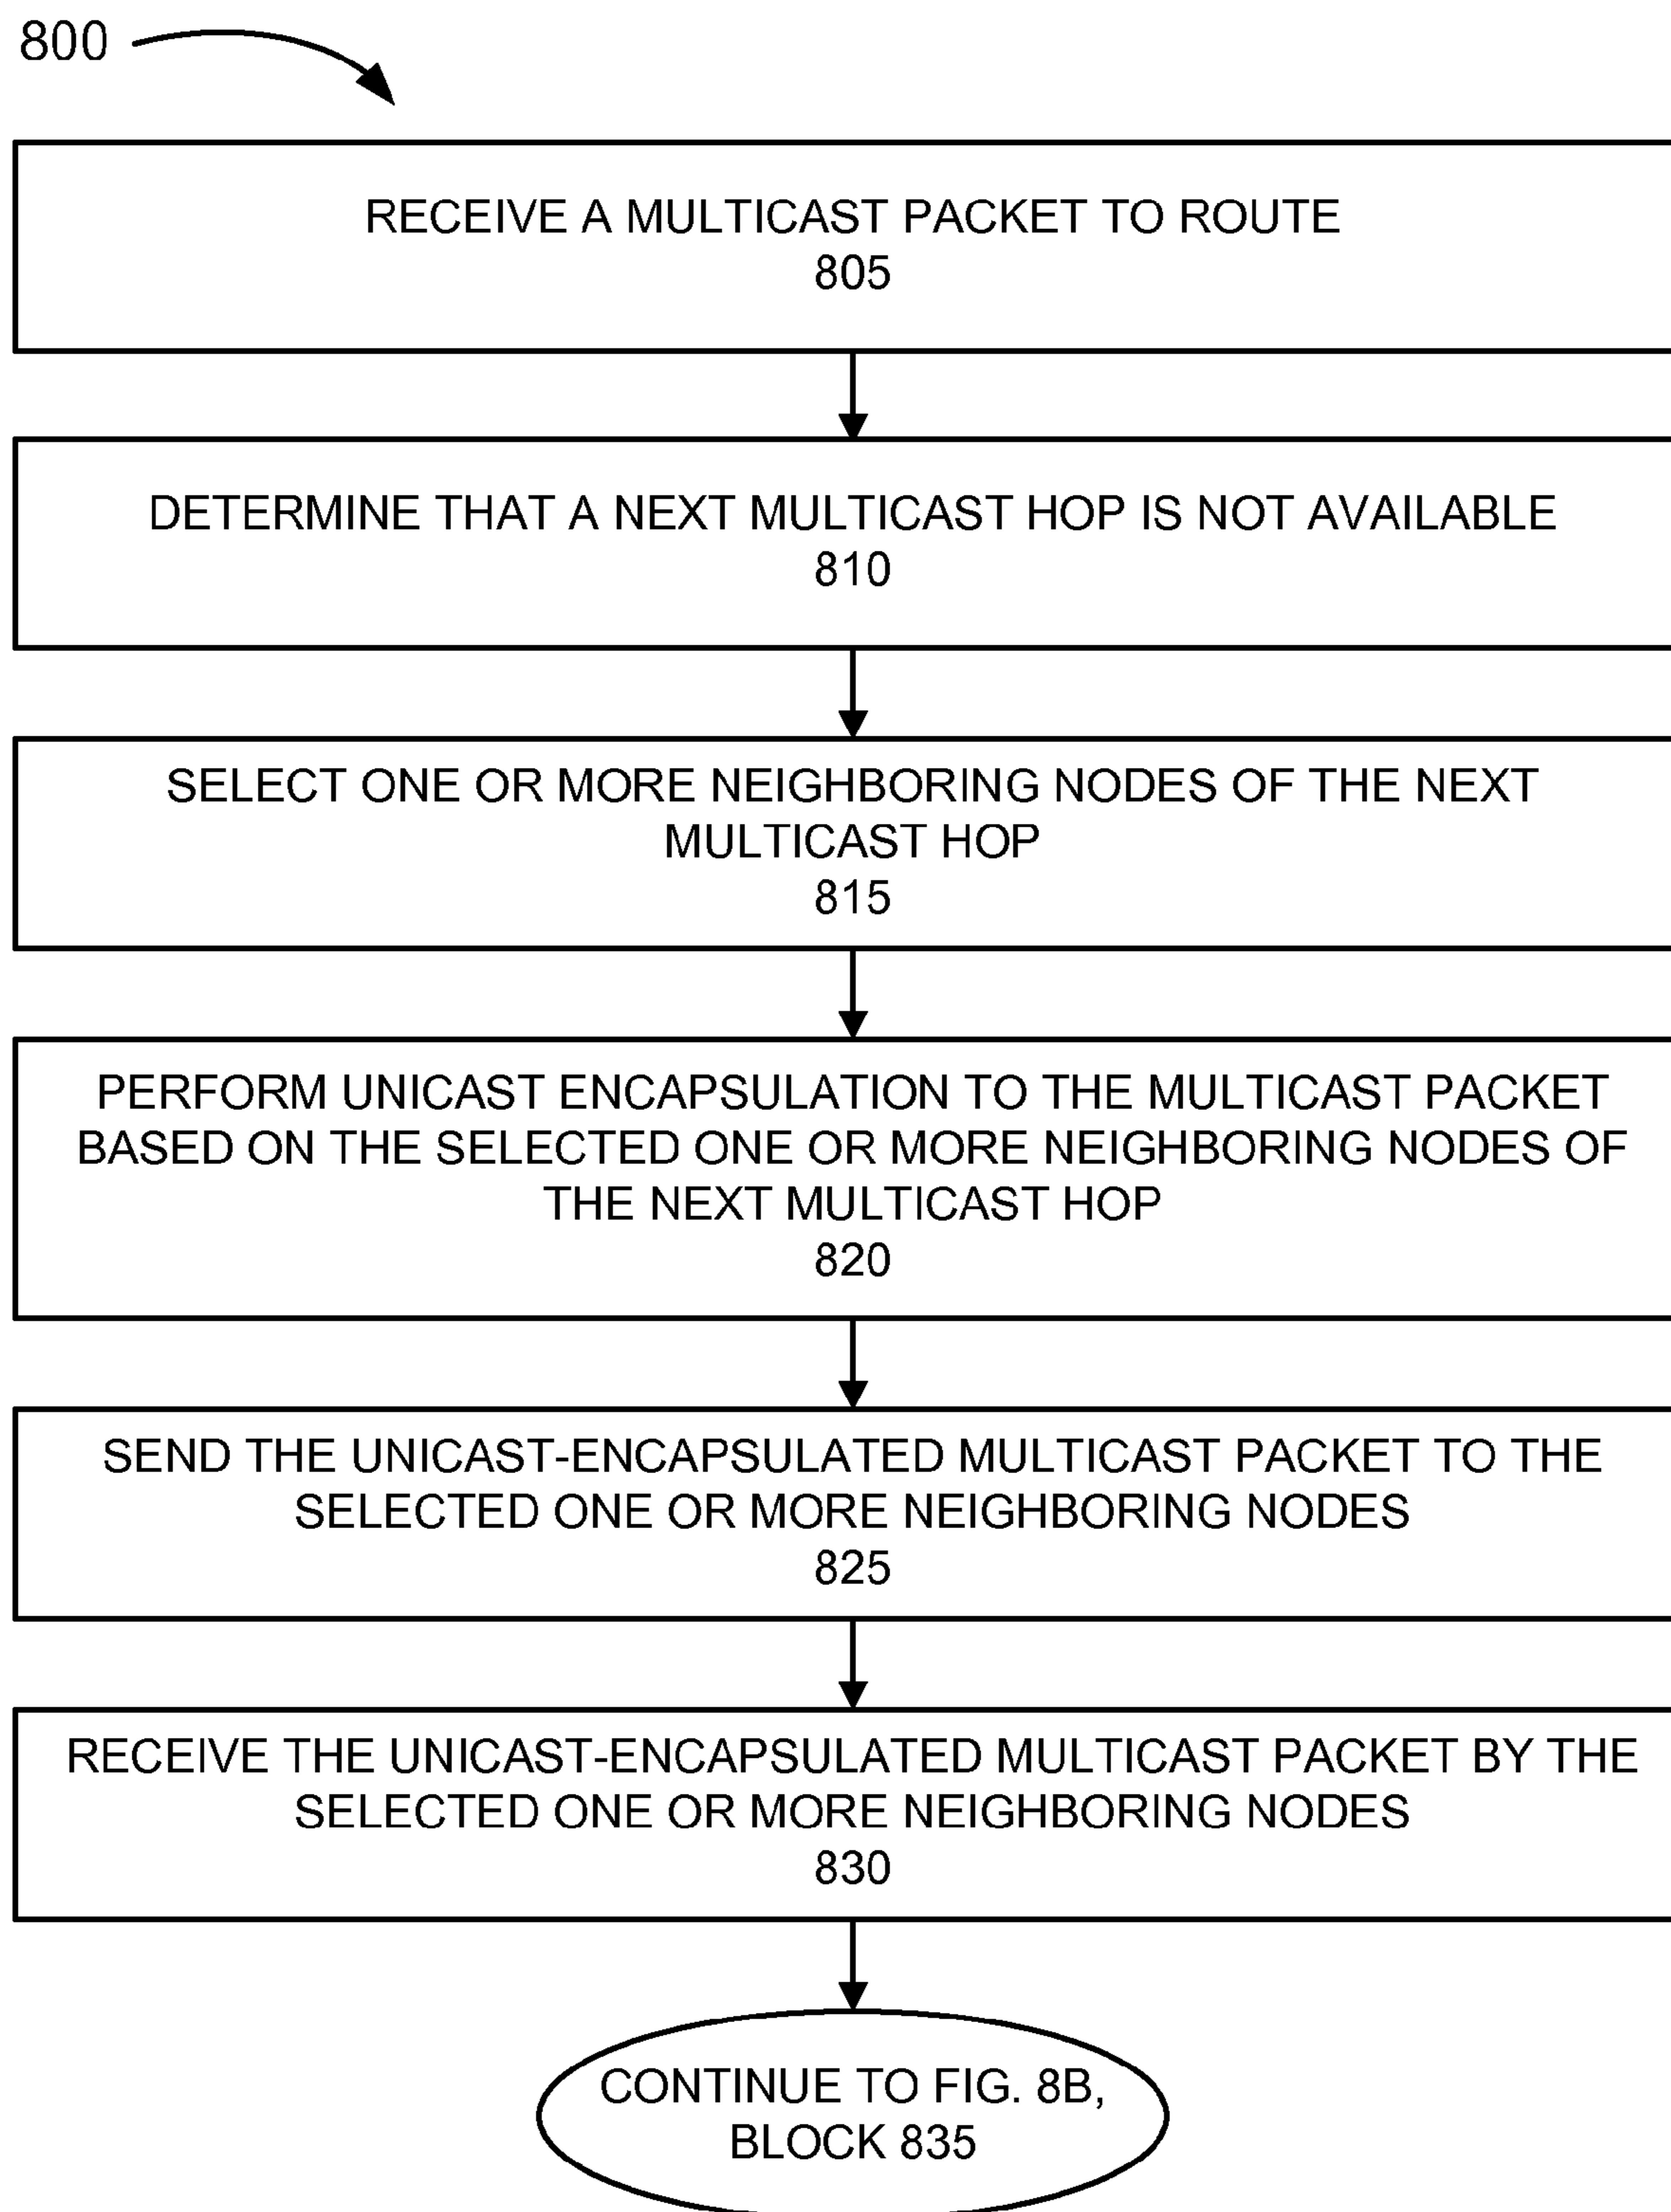 800
RECEIVE A MULTICAST PACKET TO ROUTE
805
DETERMINE THAT A NEXT MULTICAST HOP IS NOT AVAILABLE
810
SELECT ONE OR MORE NEIGHBORING NODES OF THE NEXT
MULTICAST HOP
815
PERFORM UNICAST ENCAPSULATION TO THE MULTICAST PACKET
BASED ON THE SELECTED ONE OR MORE NEIGHBORING NODES OF
THE NEXT MULTICAST HOP
820
SEND THE UNICAST-ENCAPSULATED MULTICAST PACKET TO THE
SELECTED ONE OR MORE NEIGHBORING NODES
825
RECEIVE THE UNICAST-ENCAPSULATED MULTICAST PACKET BY THE
SELECTED ONE OR MORE NEIGHBORING NODES
830
CONTINUE TO FIG. 8B,
BLOCK 835